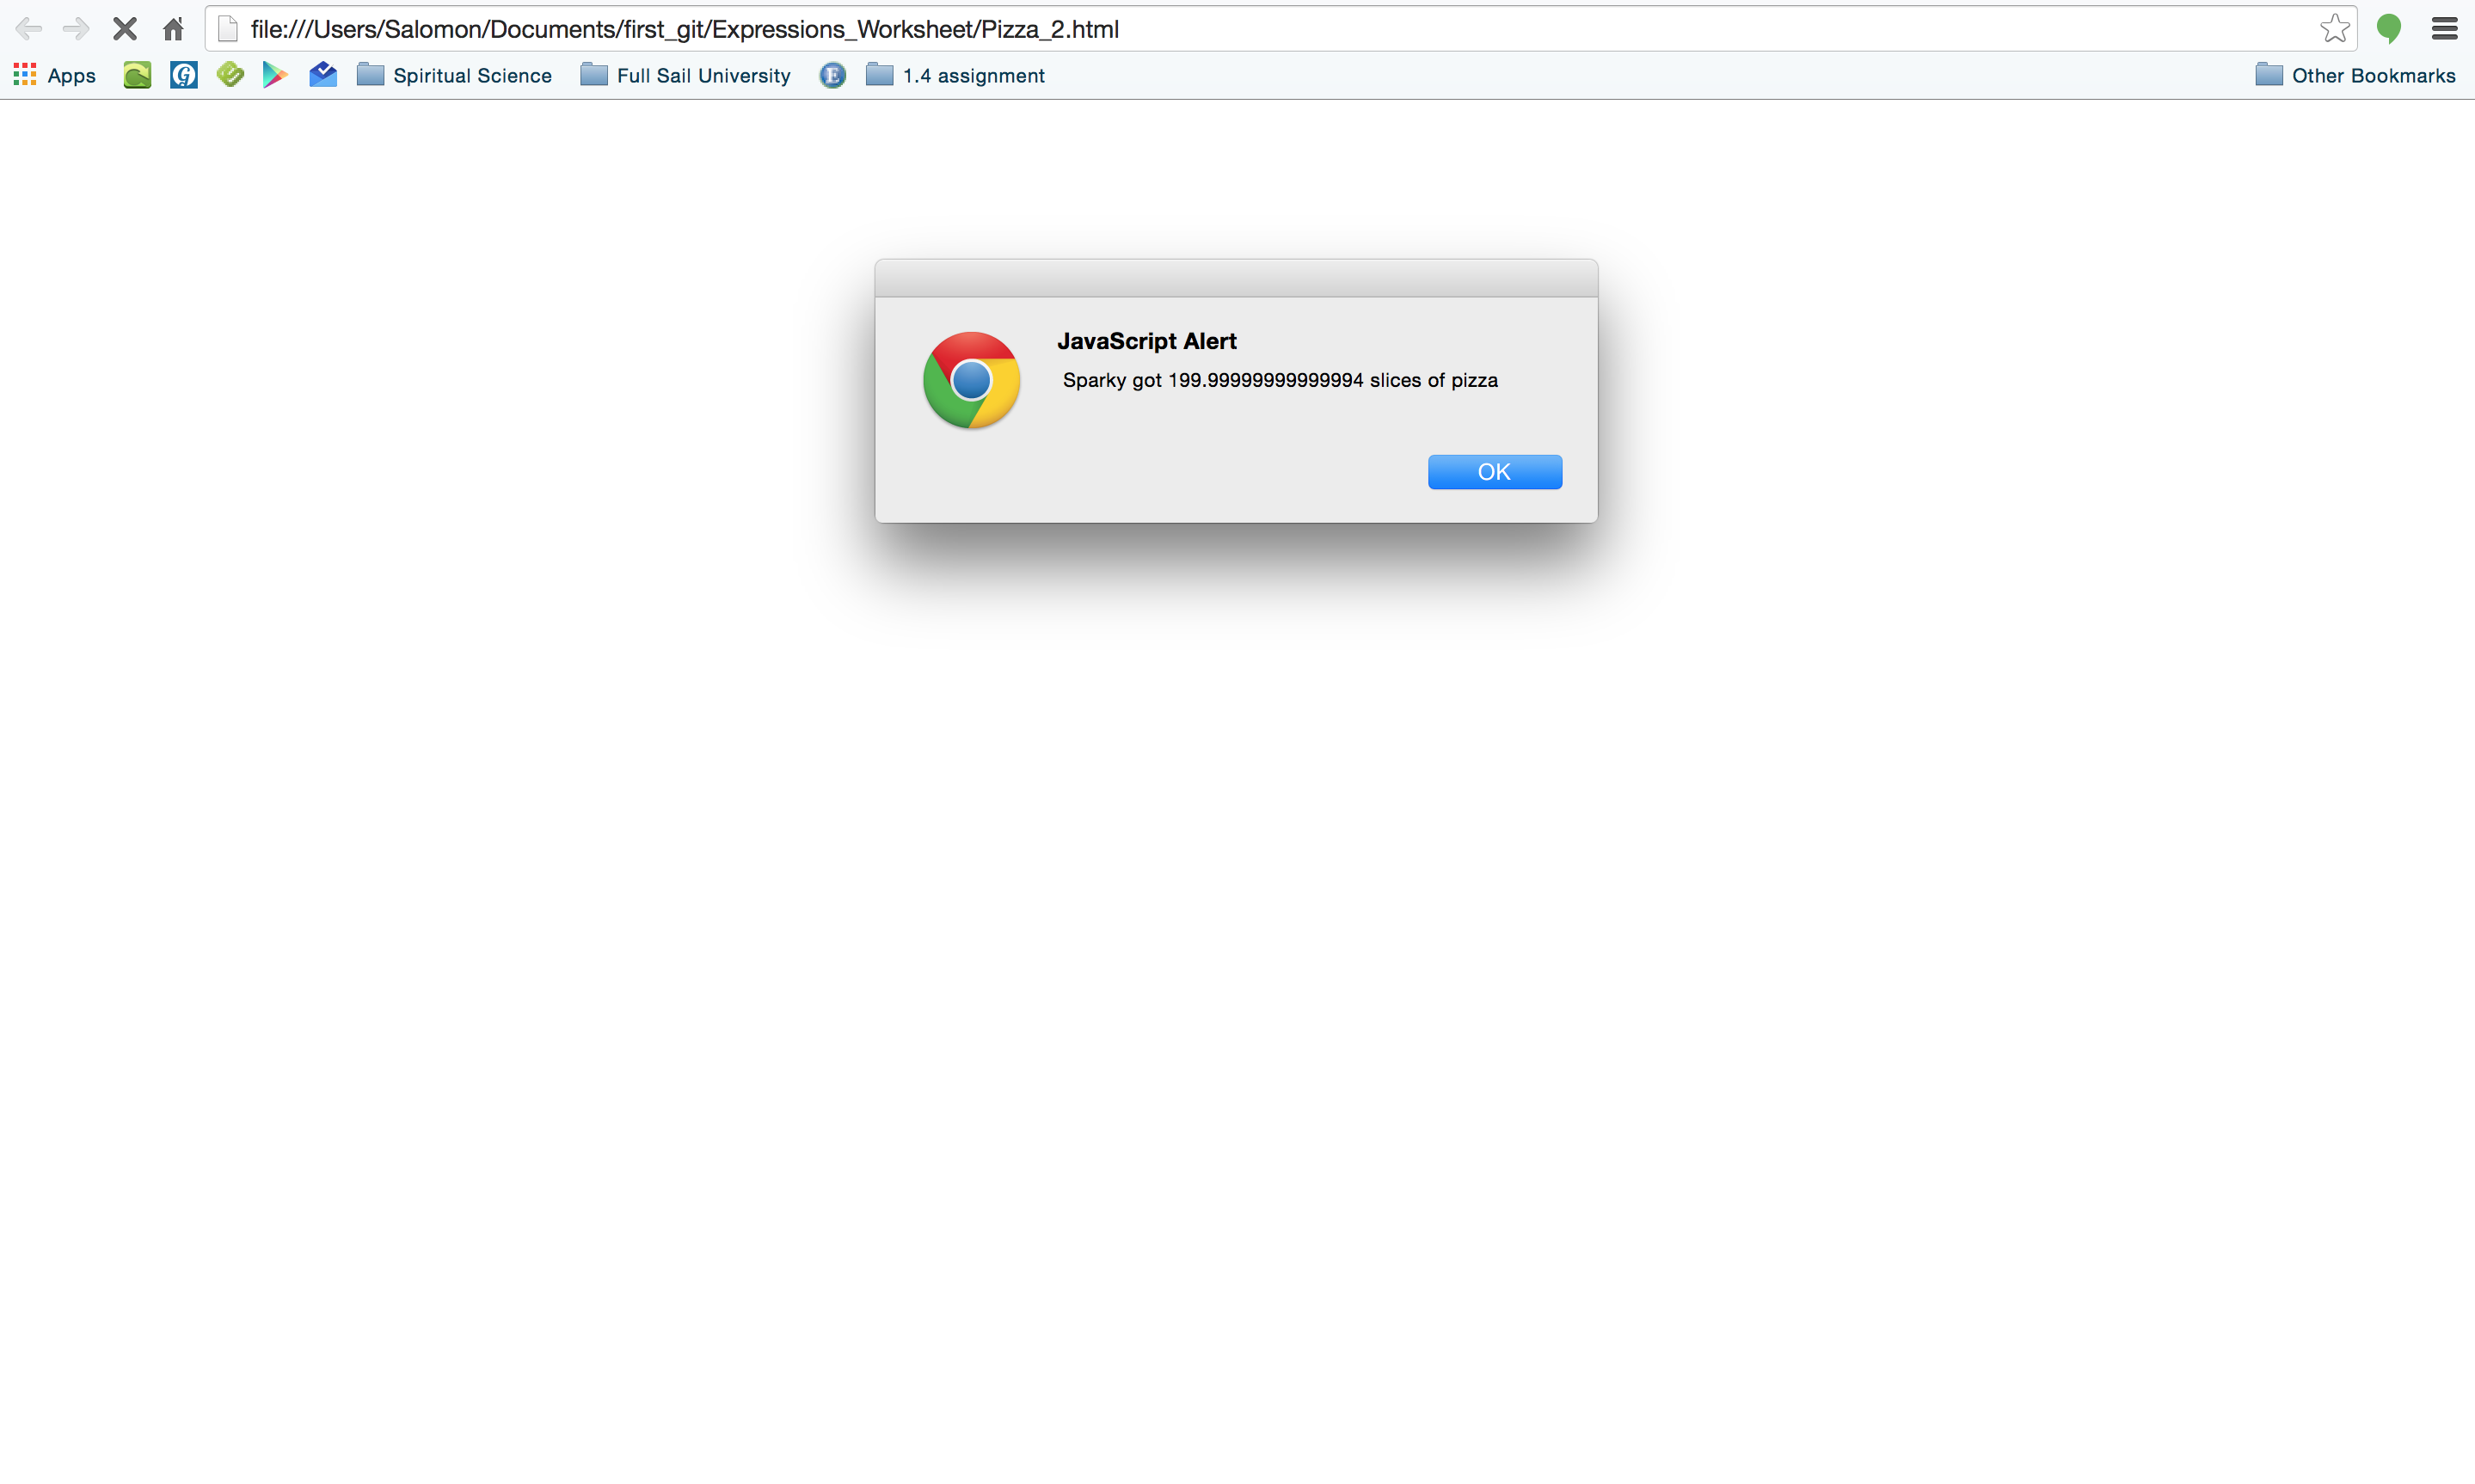 file:///Users/Salomon/Documents/first_git/Expressions_Worksheet/Pizza_2.html
Apps G Spiritual Science Full Sail University E 1.4 assignment Other Bookmarks
JavaScript Alert
Sparky got 199.99999999999994 slices of pizza
OK